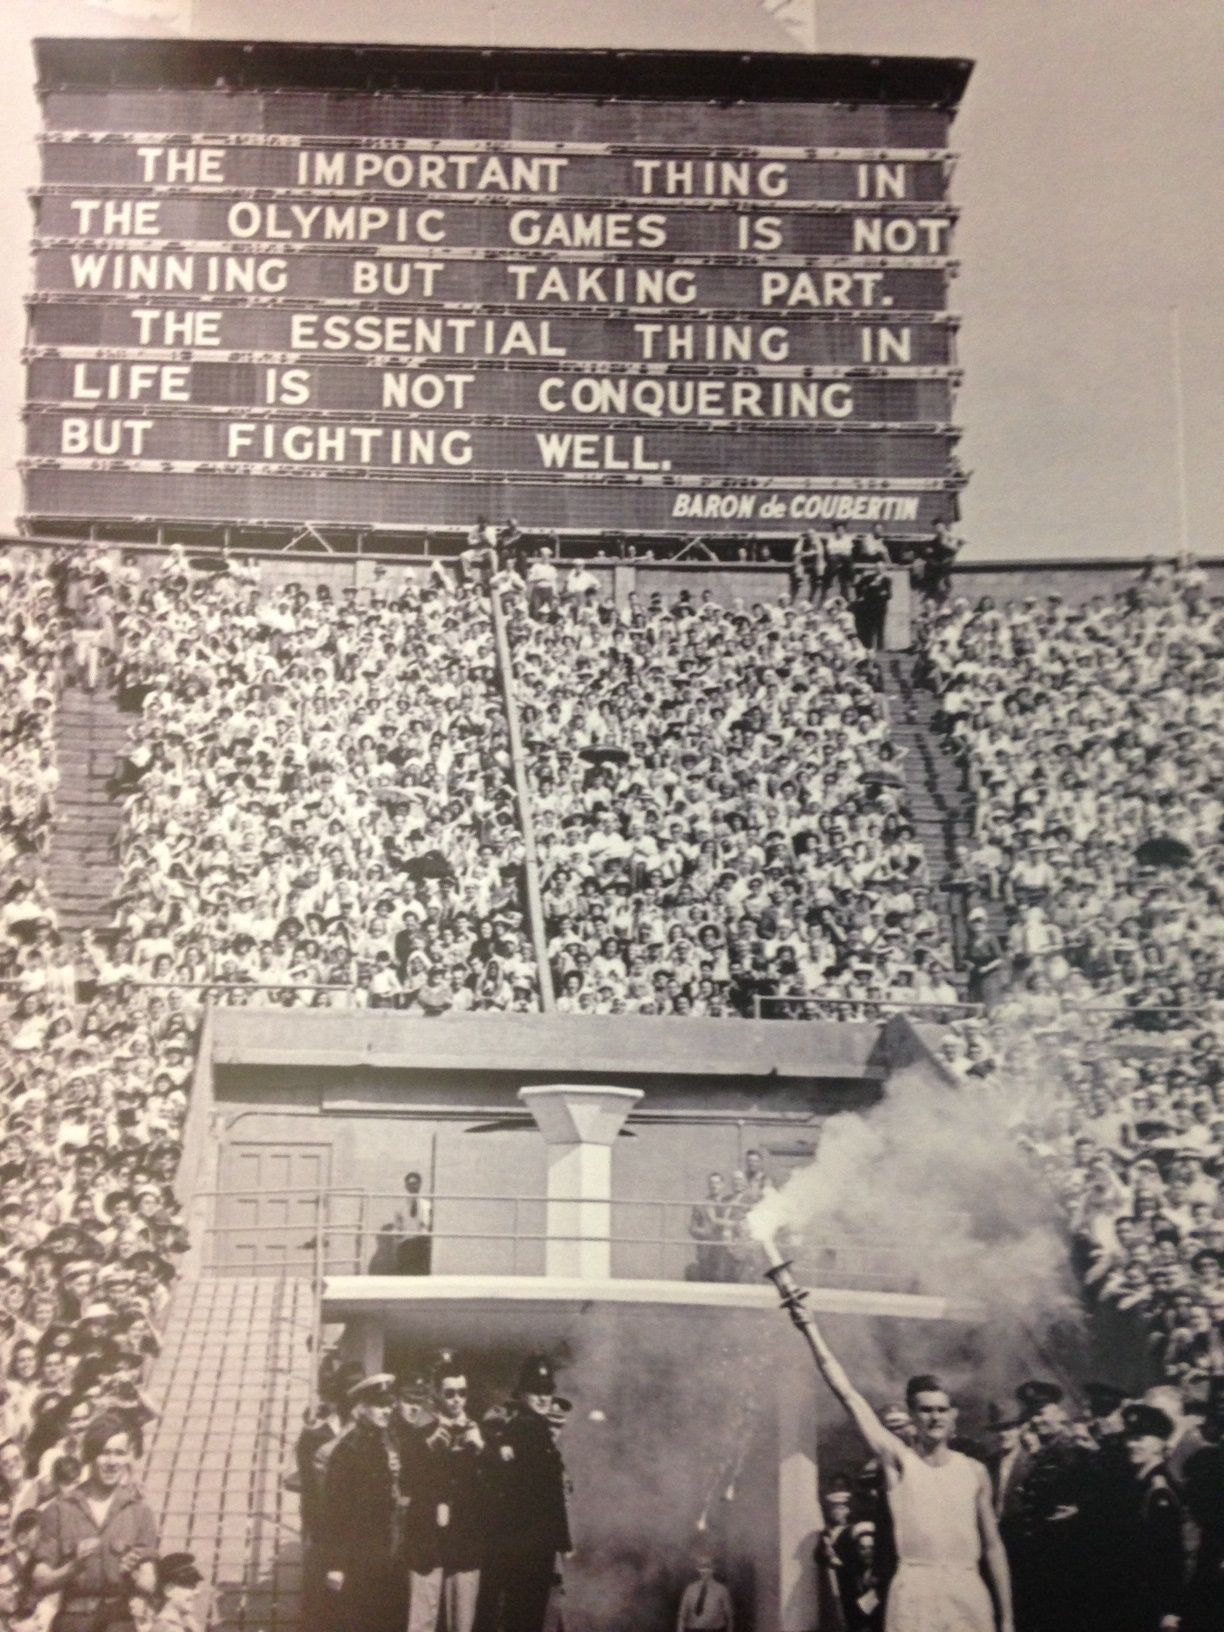 THE IMPORTANT THING IN
THE OLYMPIC GAMES IS NOT
WINNING BUT TAKING PART.
THE ESSENTIAL THING IN
LIFE IS NOT CONQUERING
BUT FIGHTING WELL.
BARON de COUBERTIN